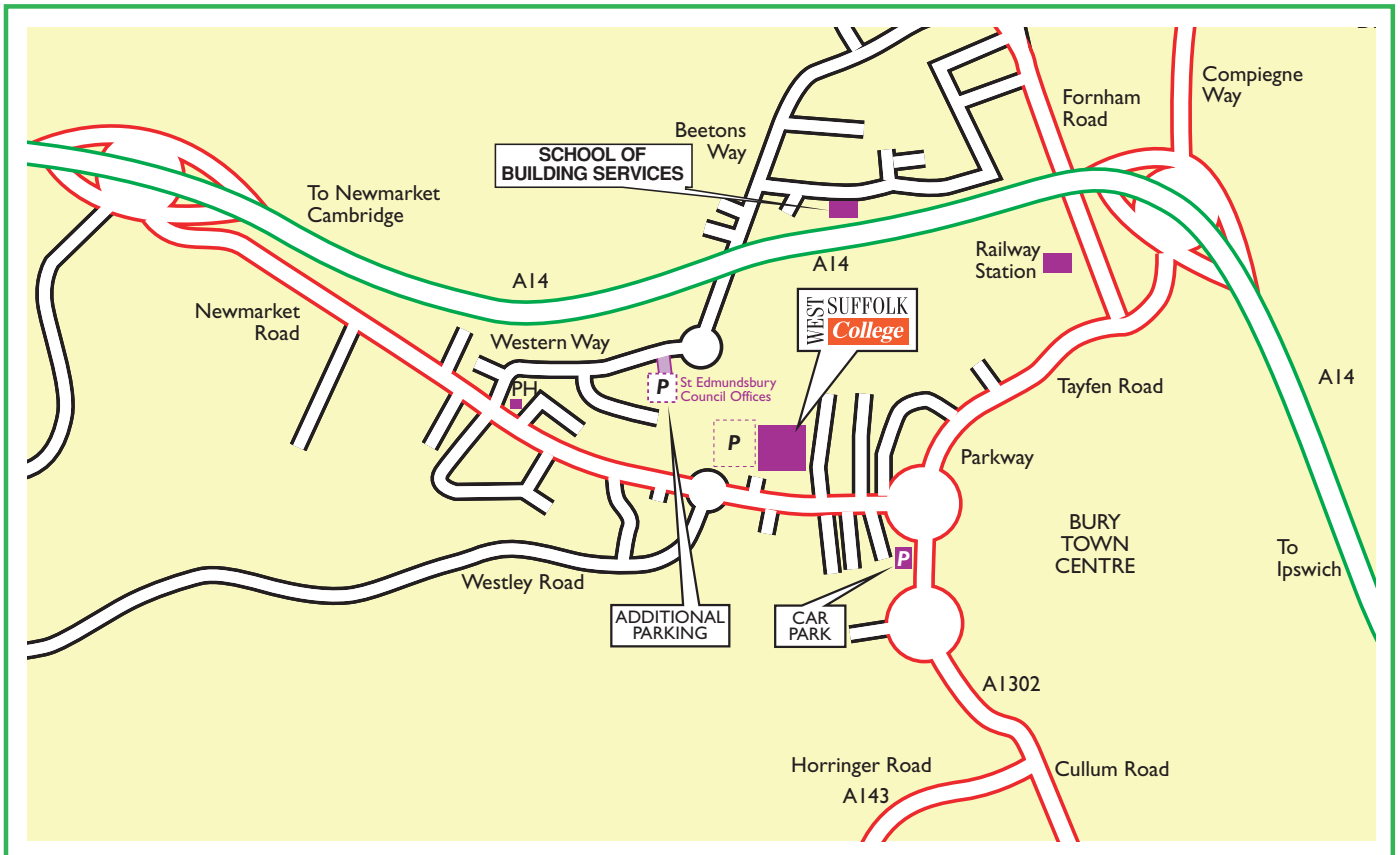 Compiegne
Way
Fornham
Road
Beetons
Way
SCHOOL OF
BUILDING SERVICES
To Newmarket
Cambridge
Railway
Station
A14
A14
WEST
SUFFOLK
College
Newmarket
Road
Western Way
PH
P
St Edmundsbury
Council Offices
A14
Tayfen Road
P
Parkway
BURY
TOWN
CENTRE
To
Ipswich
P
Westley Road
ADDITIONAL
PARKING
CAR
PARK
A1302
Horringer Road
A143
Cullum Road